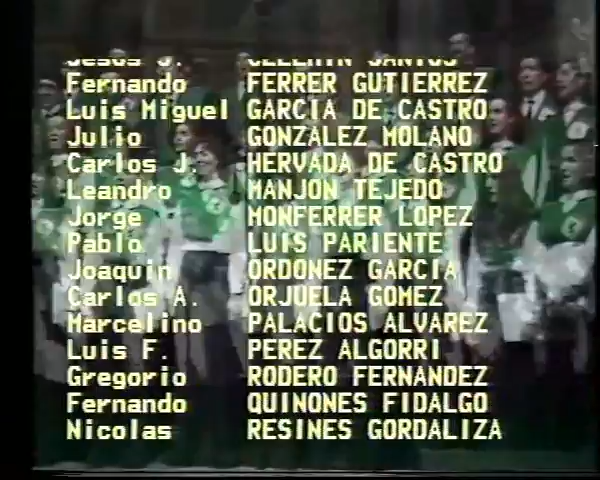 Fernando FERRER GUTIERREZ
Luis Miguel GARCIA DE CASTRO
Julio GONZALEZ MOLANO
Carlos J. HERVADA DE CASTRO
Leandro MANJON TEJEDO
Jorge MONFERRER LOPEZ
Pablo LUIS PARIENTE
Joaquin ORDONEZ GARCIA
Carlos A. ORJUELA GOMEZ
Marcelino PALACIOS ALVAREZ
Luis F. PEREZ ALGORRI
Gregorio RODERO FERNANDEZ
Fernando QUINONES FIDALGO
Nicolas RESINES GORDALIZA